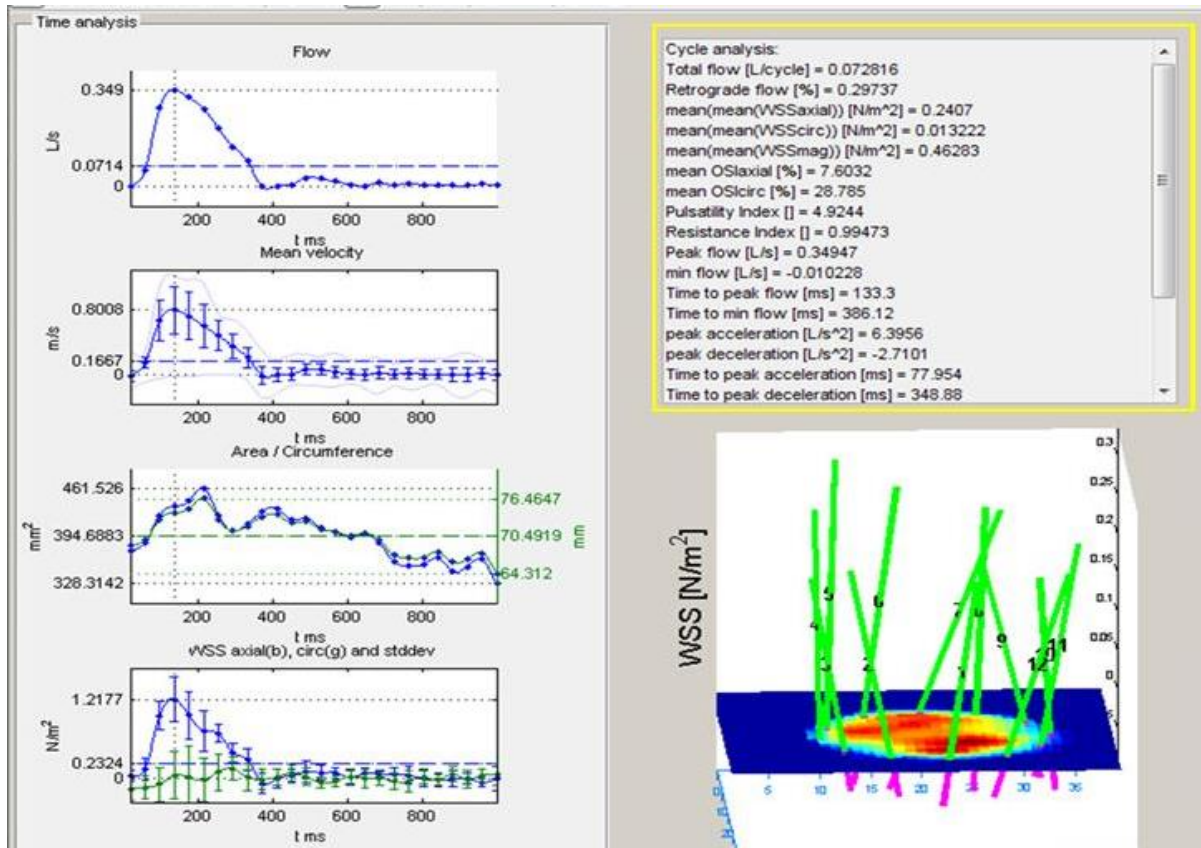 Time analysis
Flow
0.349
L/s
0.0714
0
200 400 600 800
t ms
Mean velocity
0.8008
m/s
0.1667
0
200 400 600 800
t ms
Area / Circumference
461.526
76.4647
mm²
394.6883
70.4919
mm
328.3142
64.312
200 400 600 800
t ms
WSS axial(b), circ(g) and stddev
1.2177
N/m²
0.2324
0
200 400 600 800
t ms
Cycle analysis:
Total flow [L/cycle] = 0.072816
Retrograde flow [%] = 0.29737
mean(mean(WSSaxial)) [N/m^2] = 0.2407
mean(mean(WSScirc)) [N/m^2] = 0.013222
mean(mean(WSSmag)) [N/m^2] = 0.46283
mean OSIaxial [%] = 7.6032
mean OSIcirc [%] = 28.785
Pulsatility Index [] = 4.9244
Resistance Index [] = 0.99473
Peak flow [L/s] = 0.34947
min flow [L/s] = -0.010228
Time to peak flow [ms] = 133.3
Time to min flow [ms] = 386.12
peak acceleration [L/s^2] = 6.3956
peak deceleration [L/s^2] = -2.7101
Time to peak acceleration [ms] = 77.954
Time to peak deceleration [ms] = 348.88
WSS [N/m²]
0.3
0.25
0.2
0.15
0.1
0.05
0
5 6 7 8
4 9
3 2 1 12 11
0 5 10 15 20 25 30 35